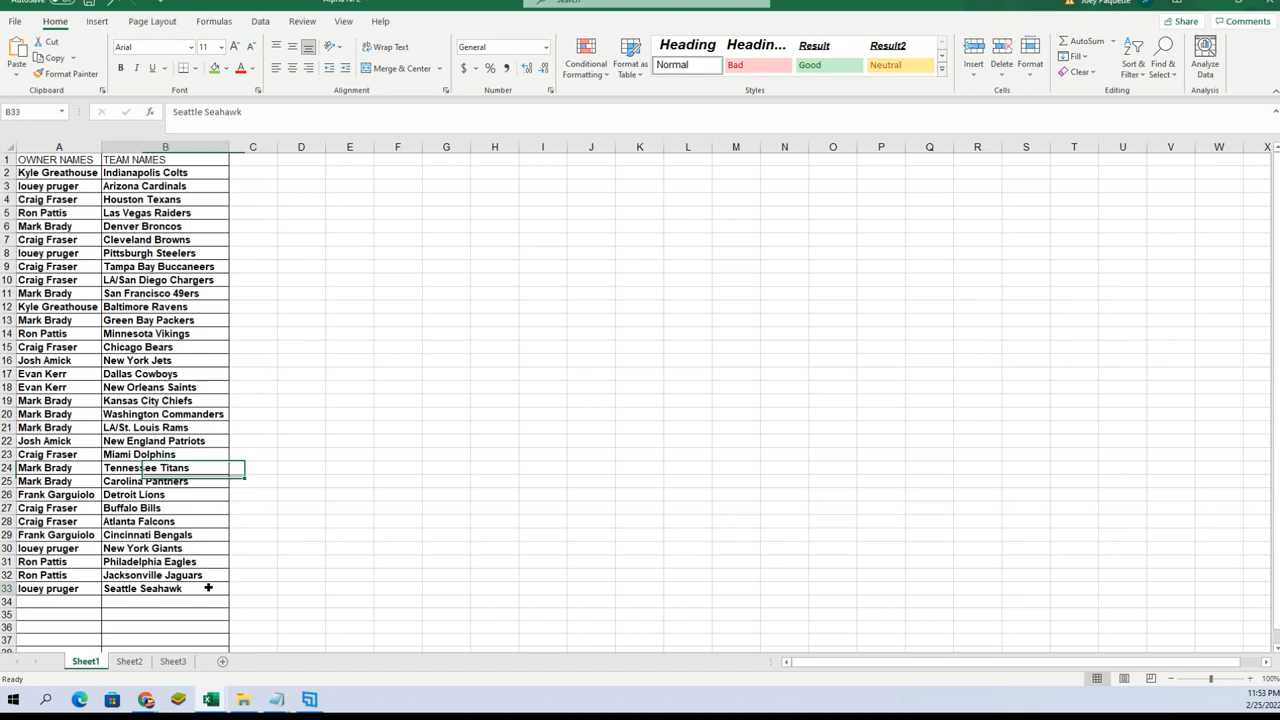 Search
File Home Insert Page Layout Formulas Data Review View Help Share Comments
Cut Arial 11 Wrap Text General Heading Headin... Result Result2 AutoSum
Copy Fill
Format Painter Merge & Center Normal Bad Good Neutral Clear
Paste Conditional Formatting Format as Table Insert Delete Format Sort & Filter Find & Select Analyze Data
Clipboard Font Alignment Number Styles Cells Editing Analysis
B33 Seattle Seahawk
A B C D E F G H I J K L M N O P Q R S T U V W X
1 OWNER NAMES TEAM NAMES
2 Kyle Greathouse Indianapolis Colts
3 louey pruger Arizona Cardinals
4 Craig Fraser Houston Texans
5 Ron Pattis Las Vegas Raiders
6 Mark Brady Denver Broncos
7 Craig Fraser Cleveland Browns
8 louey pruger Pittsburgh Steelers
9 Craig Fraser Tampa Bay Buccaneers
10 Craig Fraser LA/San Diego Chargers
11 Mark Brady San Francisco 49ers
12 Kyle Greathouse Baltimore Ravens
13 Mark Brady Green Bay Packers
14 Ron Pattis Minnesota Vikings
15 Craig Fraser Chicago Bears
16 Josh Amick New York Jets
17 Evan Kerr Dallas Cowboys
18 Evan Kerr New Orleans Saints
19 Mark Brady Kansas City Chiefs
20 Mark Brady Washington Commanders
21 Mark Brady LA/St. Louis Rams
22 Josh Amick New England Patriots
23 Craig Fraser Miami Dolphins
24 Mark Brady Tennessee Titans
25 Mark Brady Carolina Panthers
26 Frank Garguiolo Detroit Lions
27 Craig Fraser Buffalo Bills
28 Craig Fraser Atlanta Falcons
29 Frank Garguiolo Cincinnati Bengals
30 louey pruger New York Giants
31 Ron Pattis Philadelphia Eagles
32 Ron Pattis Jacksonville Jaguars
33 louey pruger Seattle Seahawk
34
35
36
37
Sheet1 Sheet2 Sheet3
Ready 100%
11:53 PM